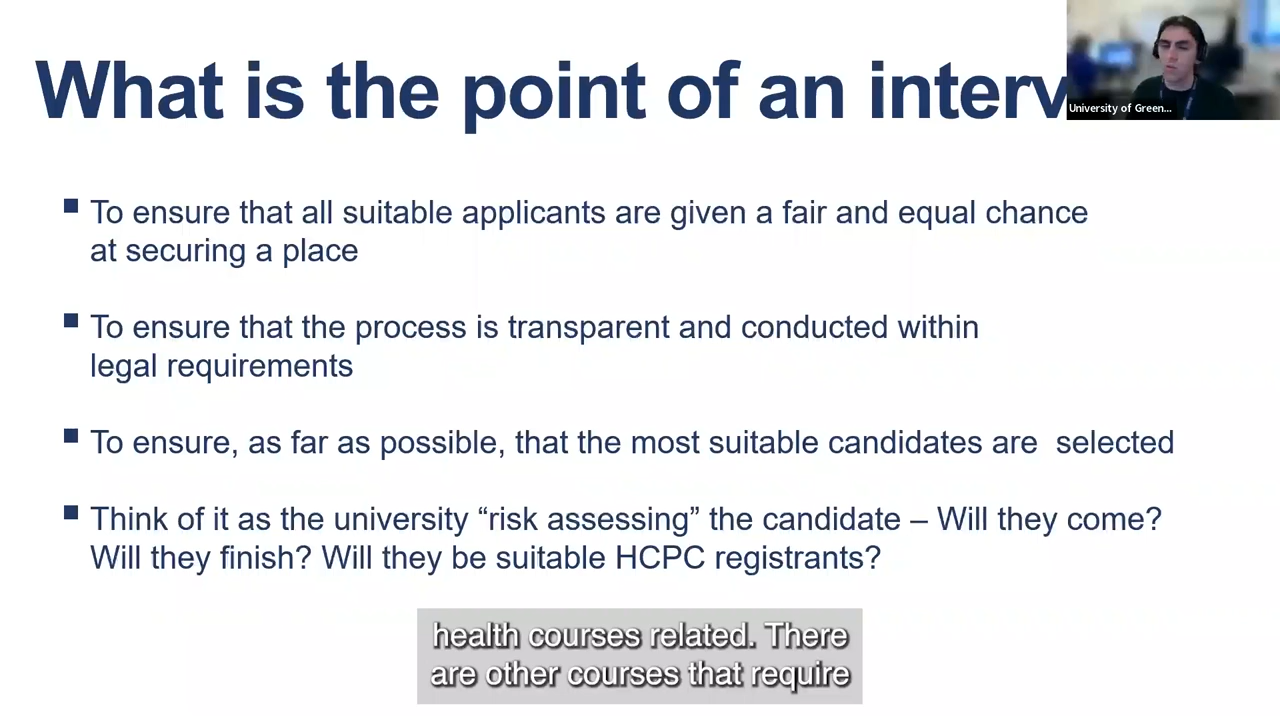 What is the point of an interv
University of Green...
■ To ensure that all suitable applicants are given a fair and equal chance
at securing a place
■ To ensure that the process is transparent and conducted within
legal requirements
■ To ensure, as far as possible, that the most suitable candidates are  selected
■ Think of it as the university “risk assessing” the candidate – Will they come?
Will they finish? Will they be suitable HCPC registrants?
health courses related. There
are other courses that require